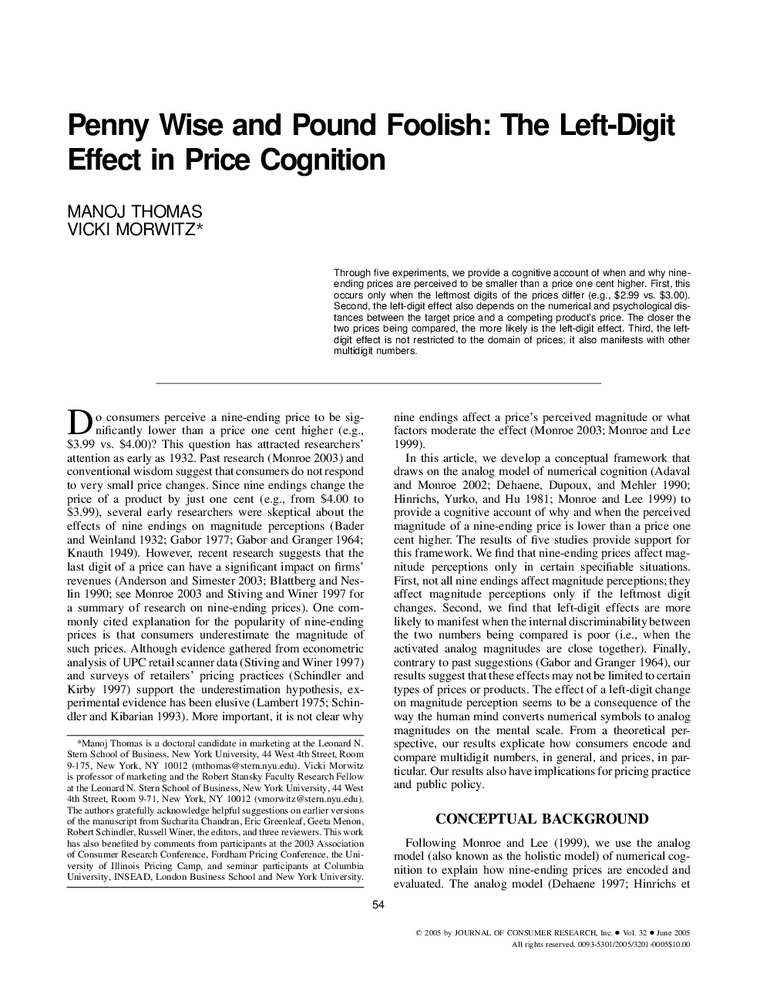 Penny Wise and Pound Foolish: The Left-Digit
Effect in Price Cognition
MANOJ THOMAS
VICKI MORWITZ*
Through five experiments, we provide a cognitive account of when and why nine-
ending prices are perceived to be smaller than a price one cent higher. First, this
occurs only when the leftmost digits of the prices differ (e.g., $2.99 vs. $3.00).
Second, the left-digit effect also depends on the numerical and psychological dis-
tances between the target price and a competing product's price. The closer the
two prices being compared, the more likely is the left-digit effect. Third, the left-
digit effect is not restricted to the domain of prices; it also manifests with other
multidigit numbers.
Do consumers perceive a nine-ending price to be sig-
nificantly lower than a price one cent higher (e.g.,
$3.99 vs. $4.00)? This question has attracted researchers'
attention as early as 1932. Past research (Monroe 2003) and
conventional wisdom suggest that consumers do not respond
to very small price changes. Since nine endings change the
price of a product by just one cent (e.g., from $4.00 to
$3.99), several early researchers were skeptical about the
effects of nine endings on magnitude perceptions (Bader
and Weinland 1932; Gabor 1977; Gabor and Granger 1964;
Knauth 1949). However, recent research suggests that the
last digit of a price can have a significant impact on firms'
revenues (Anderson and Simester 2003; Blattberg and Nes-
lin 1990; see Monroe 2003 and Stiving and Winer 1997 for
a summary of research on nine-ending prices). One com-
monly cited explanation for the popularity of nine-ending
prices is that consumers underestimate the magnitude of
such prices. Although evidence gathered from econometric
analysis of UPC retail scanner data (Stiving and Winer 1997)
and surveys of retailers' pricing practices (Schindler and
Kirby 1997) support the underestimation hypothesis, ex-
perimental evidence has been elusive (Lambert 1975; Schin-
dler and Kibarian 1993). More important, it is not clear why
*Manoj Thomas is a doctoral candidate in marketing at the Leonard N.
Stern School of Business, New York University, 44 West 4th Street, Room
9-175, New York, NY 10012 (mthomas@stern.nyu.edu). Vicki Morwitz
is professor of marketing and the Robert Stansky Faculty Research Fellow
at the Leonard N. Stern School of Business, New York University, 44 West
4th Street, Room 9-71, New York, NY 10012 (vmorwitz@stern.nyu.edu).
The authors gratefully acknowledge helpful suggestions on earlier versions
of the manuscript from Sucharita Chandran, Eric Greenleaf, Geeta Menon,
Robert Schindler, Russell Winer, the editors, and three reviewers. This work
has also benefited by comments from participants at the 2003 Association
of Consumer Research Conference, Fordham Pricing Conference, the Uni-
versity of Illinois Pricing Camp, and seminar participants at Columbia
University, INSEAD, London Business School and New York University.
nine endings affect a price's perceived magnitude or what
factors moderate the effect (Monroe 2003; Monroe and Lee
1999).
In this article, we develop a conceptual framework that
draws on the analog model of numerical cognition (Adaval
and Monroe 2002; Dehaene, Dupoux, and Mehler 1990;
Hinrichs, Yurko, and Hu 1981; Monroe and Lee 1999) to
provide a cognitive account of why and when the perceived
magnitude of a nine-ending price is lower than a price one
cent higher. The results of five studies provide support for
this framework. We find that nine-ending prices affect mag-
nitude perceptions only in certain specifiable situations.
First, not all nine endings affect magnitude perceptions; they
affect magnitude perceptions only if the leftmost digit
changes. Second, we find that left-digit effects are more
likely to manifest when the internal discriminability between
the two numbers being compared is poor (i.e., when the
activated analog magnitudes are close together). Finally,
contrary to past suggestions (Gabor and Granger 1964), our
results suggest that these effects may not be limited to certain
types of prices or products. The effect of a left-digit change
on magnitude perception seems to be a consequence of the
way the human mind converts numerical symbols to analog
magnitudes on the mental scale. From a theoretical per-
spective, our results explicate how consumers encode and
compare multidigit numbers, in general, and prices, in par-
ticular. Our results also have implications for pricing practice
and public policy.
CONCEPTUAL BACKGROUND
Following Monroe and Lee (1999), we use the analog
model (also known as the holistic model) of numerical cog-
nition to explain how nine-ending prices are encoded and
evaluated. The analog model (Dehaene 1997; Hinrichs et
54
© 2005 by JOURNAL OF CONSUMER RESEARCH, Inc. ● Vol. 32 ● June 2005
All rights reserved. 0093-5301/2005/3201-0005$10.00